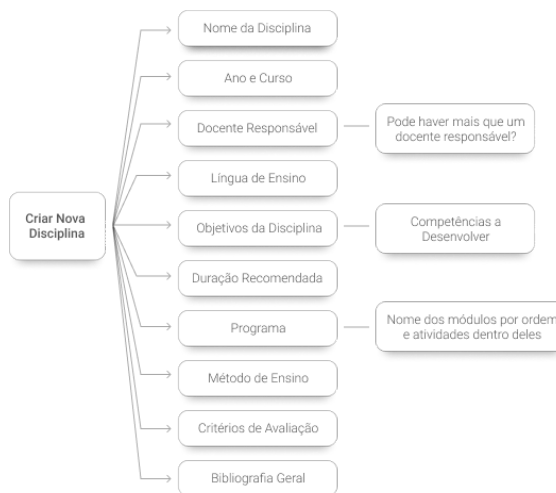 Criar Nova
Disciplina
Nome da Disciplina
Ano e Curso
Docente Responsável
Pode haver mais que um
docente responsável?
Língua de Ensino
Objetivos da Disciplina
Competências a
Desenvolver
Duração Recomendada
Programa
Nome dos módulos por ordem
e atividades dentro deles
Método de Ensino
Critérios de Avaliação
Bibliografia Geral